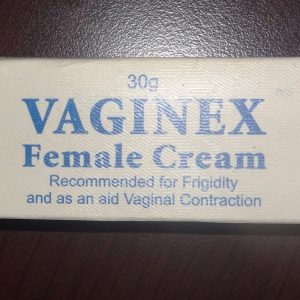 30g
VAGINEX
Female Cream
Recommended for Frigidity
and as an aid Vaginal Contraction